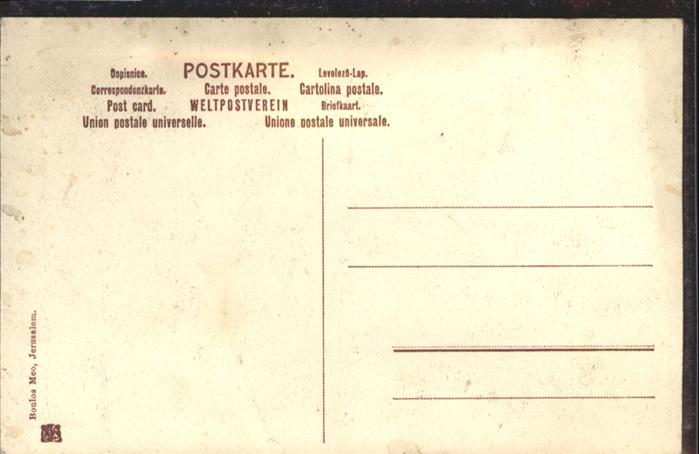 Dopisnice. POSTKARTE. Levelező-Lap.
Correspondenzkarte. Carte postale. Cartolina postale.
Post card. WELTPOSTVEREIN Briefkaart.
Union postale universelle. Unione postale universale.
Boulos Meo, Jerusalem.